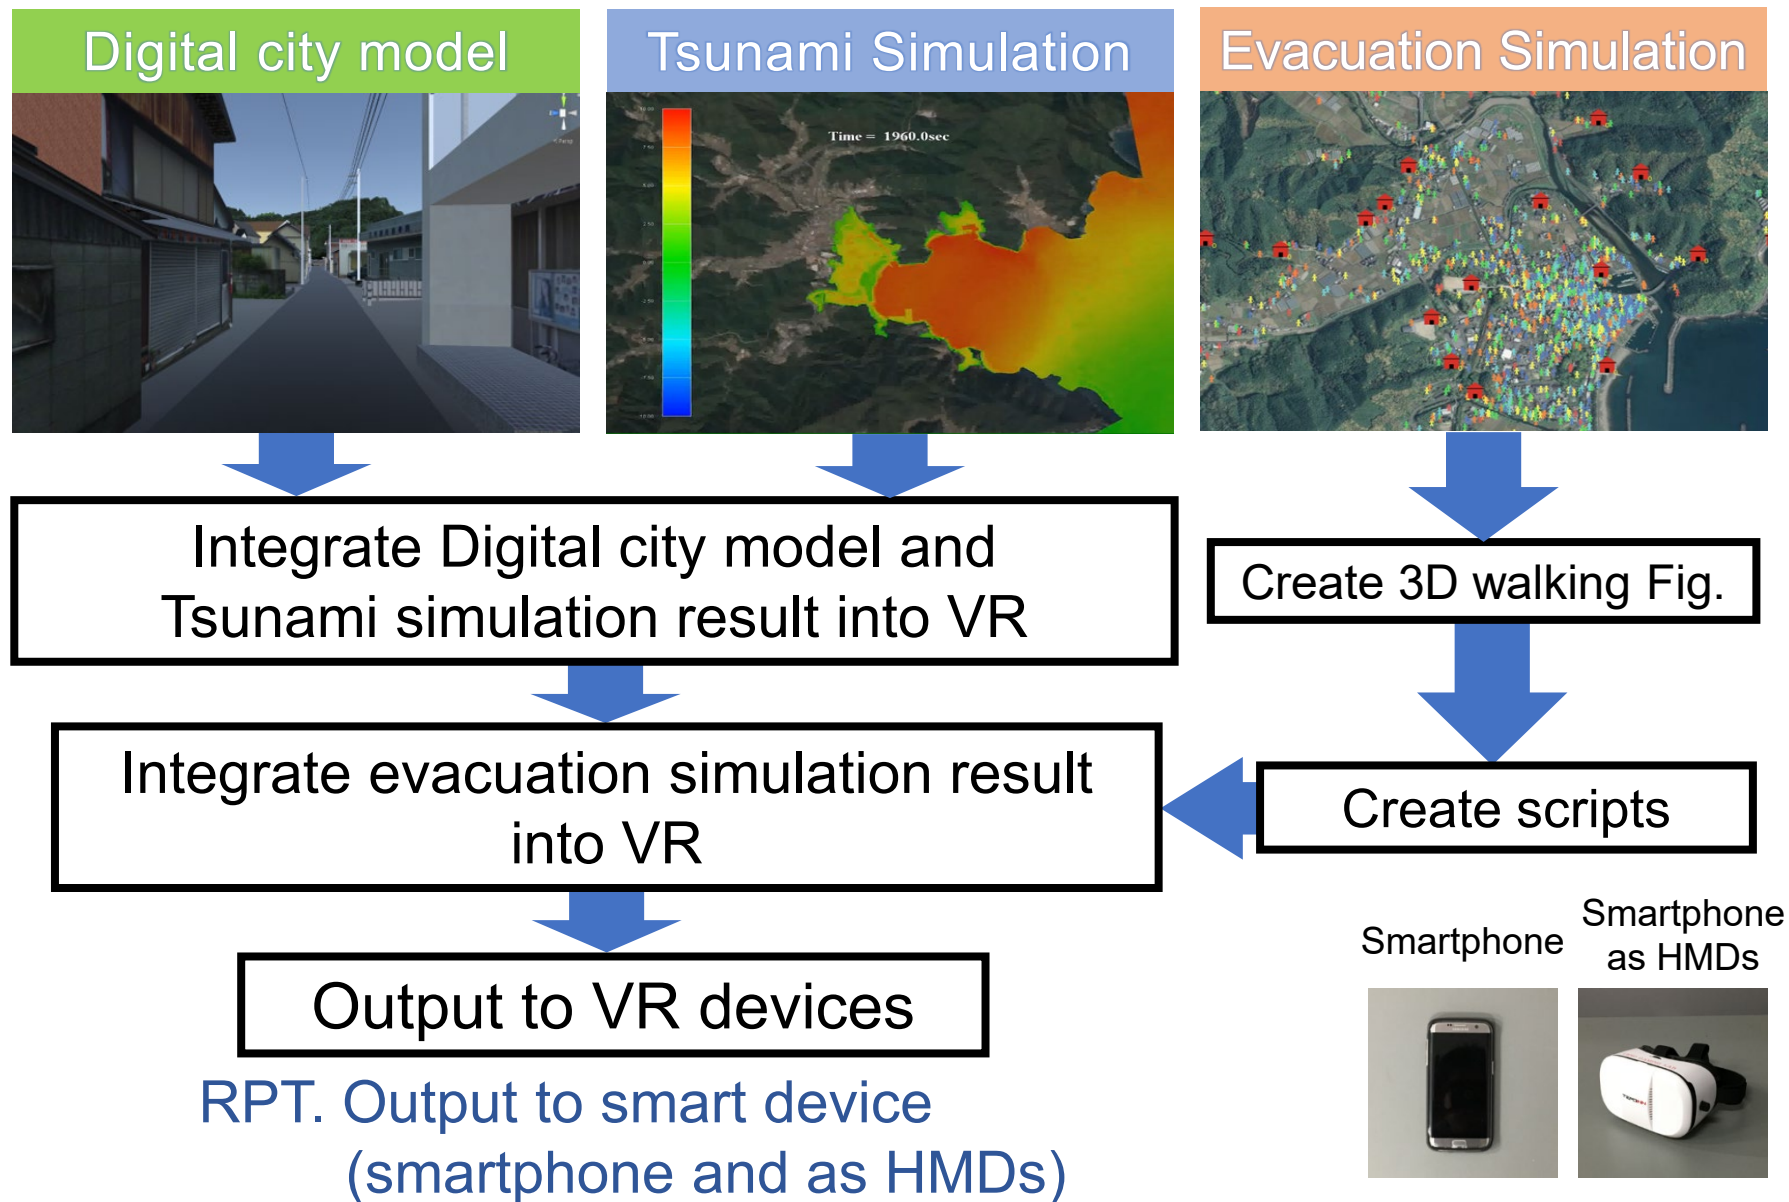 Digital city model
Tsunami Simulation
Evacuation Simulation
Time = 1960.0sec
Integrate Digital city model and
Tsunami simulation result into VR
Create 3D walking Fig.
Integrate evacuation simulation result
into VR
Create scripts
Output to VR devices
RPT. Output to smart device
(smartphone and as HMDs)
Smartphone
Smartphone
as HMDs